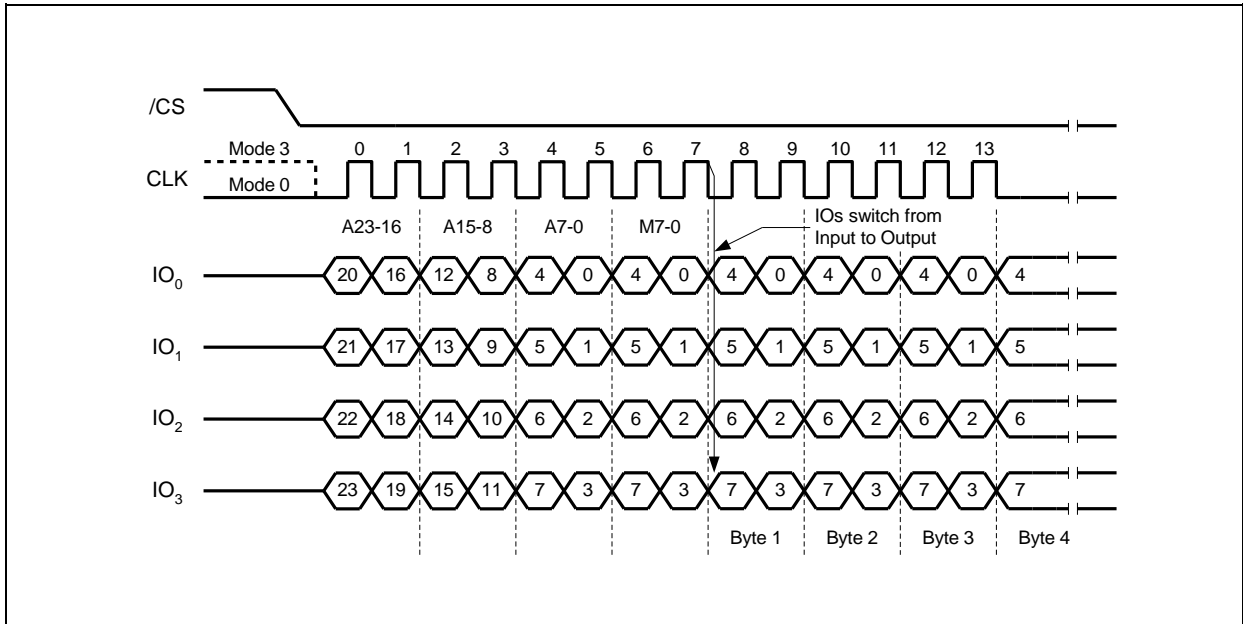 /CS
Mode 3
0 1 2 3 4 5 6 7 8 9 10 11 12 13
CLK
Mode 0
A23-16 A15-8 A7-0 M7-0
IOs switch from
Input to Output
IO0 20 16 12 8 4 0 4 0 4 0 4 0 4 0 4
IO1 21 17 13 9 5 1 5 1 5 1 5 1 5 1 5
IO2 22 18 14 10 6 2 6 2 6 2 6 2 6 2 6
IO3 23 19 15 11 7 3 7 3 7 3 7 3 7 3 7
Byte 1 Byte 2 Byte 3 Byte 4